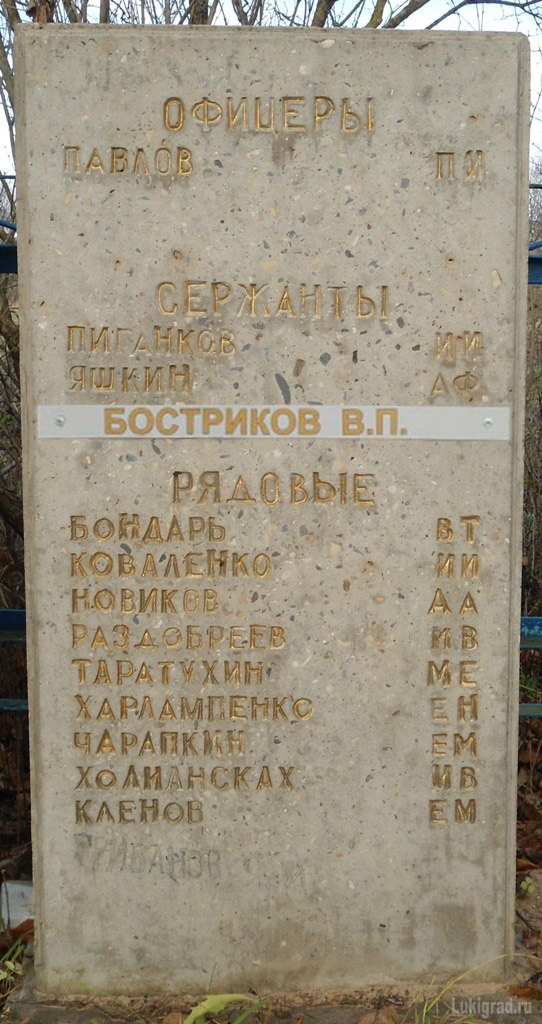 ОФИЦЕРЫ
ПАВЛОВ ПИ
СЕРЖАНТЫ
ПИГАНКОВ ИИ
ЯШКИН АФ
БОСТРИКОВ В.П.
РЯДОВЫЕ
БОНДАРЬ ВТ
КОВАЛЕНКО ИИ
НОВИКОВ АА
РАЗДОБРЕЕВ ИВ
ТАРАТУХИН МЕ
ХАРЛАМПЕНКО ЕН
ЧАРАПКИН ЕМ
ХОЛИАНСКАХ ИВ
КЛЕНОВ ЕМ
Lukigrad.ru